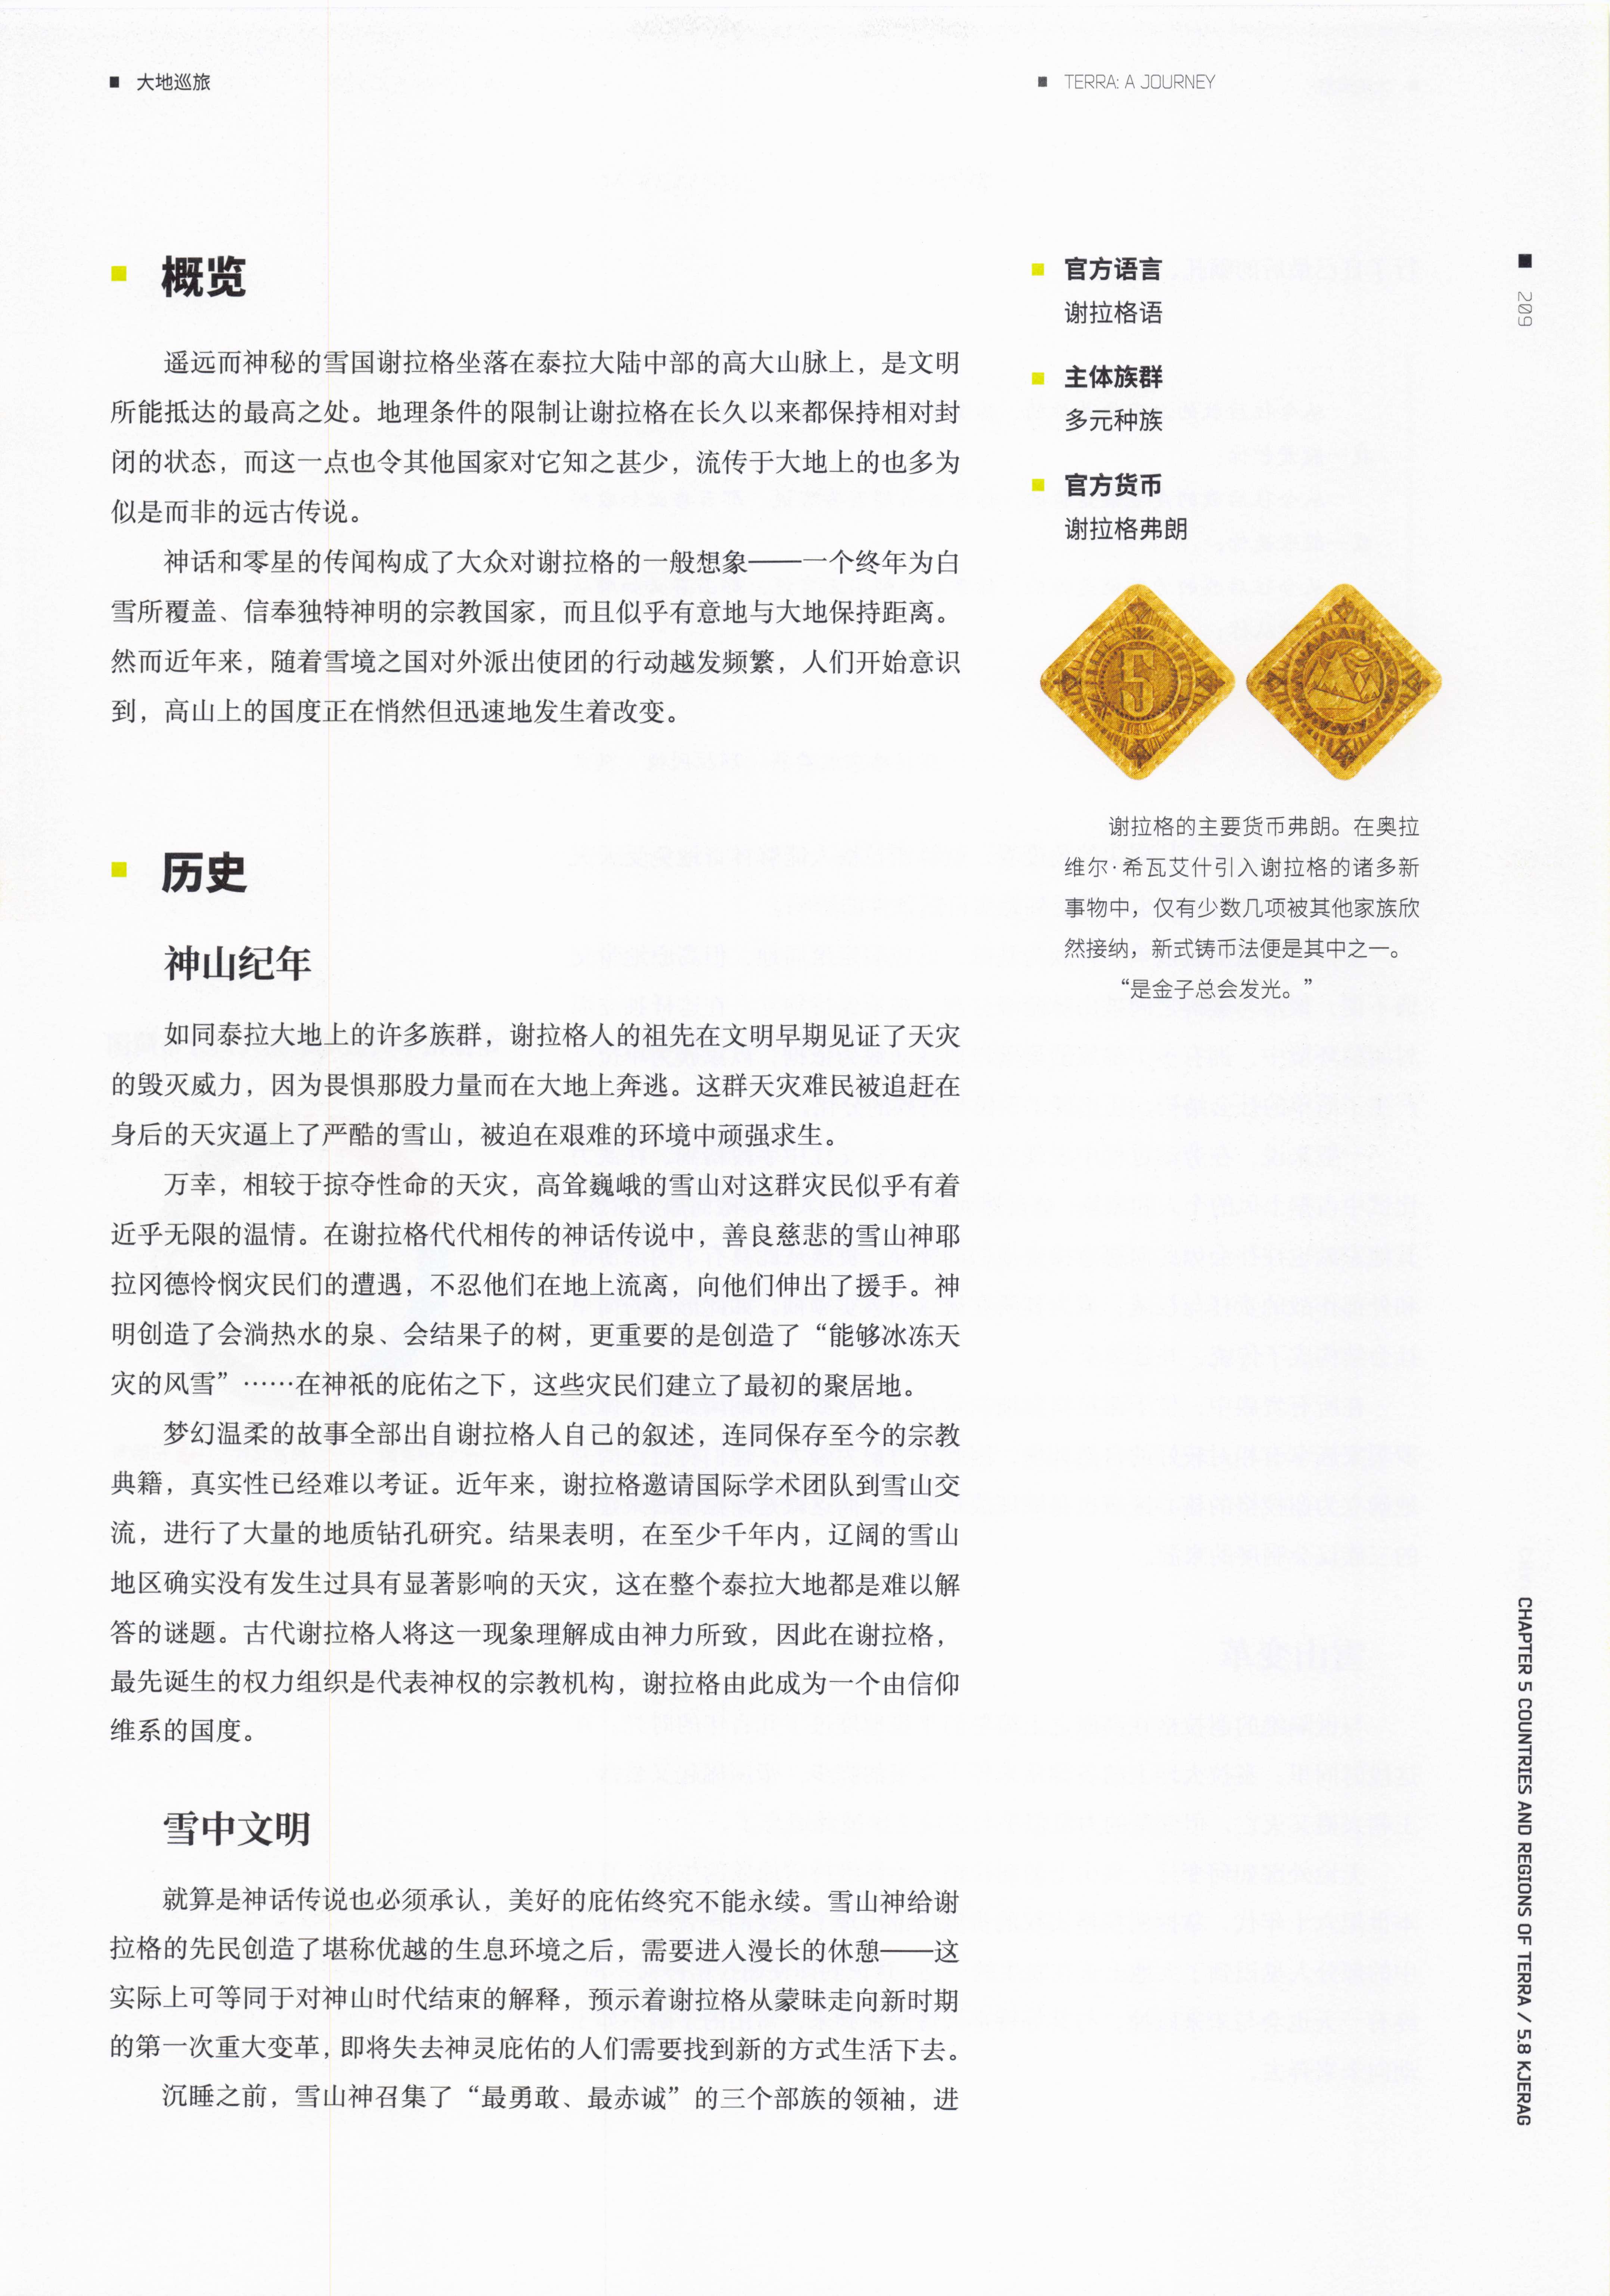 大地巡旅
TERRA: A JOURNEY
概览
遥远而神秘的雪国谢拉格坐落在泰拉大陆中部的高大山脉上，是文明
所能抵达的最高之处。地理条件的限制让谢拉格在长久以来都保持相对封
闭的状态，而这一点也令其他国家对它知之甚少，流传于大地上的也多为
似是而非的远古传说。
神话和零星的传闻构成了大众对谢拉格的一般想象——一个终年为白
雪所覆盖、信奉独特神明的宗教国家，而且似乎有意地与大地保持距离。
然而近年来，随着雪境之国对外派出使团的行动越发频繁，人们开始意识
到，高山上的国度正在悄然但迅速地发生着改变。
历史
神山纪年
如同泰拉大地上的许多族群，谢拉格人的祖先在文明早期见证了天灾
的毁灭威力，因为畏惧那股力量而在大地上奔逃。这群天灾难民被追赶在
身后的天灾逼上了严酷的雪山，被迫在艰难的环境中顽强求生。
万幸，相较于掠夺性命的天灾，高耸巍峨的雪山对这群灾民似乎有着
近乎无限的温情。在谢拉格代代相传的神话传说中，善良慈悲的雪山神耶
拉冈德怜悯灾民们的遭遇，不忍他们在地上流离，向他们伸出了援手。神
明创造了会淌热水的泉、会结果子的树，更重要的是创造了“能够冰冻天
灾的风雪”……在神祇的庇佑之下，这些灾民们建立了最初的聚居地。
梦幻温柔的故事全部出自谢拉格人自己的叙述，连同保存至今的宗教
典籍，真实性已经难以考证。近年来，谢拉格邀请国际学术团队到雪山交
流，进行了大量的地质钻孔研究。结果表明，在至少千年内，辽阔的雪山
地区确实没有发生过具有显著影响的天灾，这在整个泰拉大地都是难以解
答的谜题。古代谢拉格人将这一现象理解成由神力所致，因此在谢拉格，
最先诞生的权力组织是代表神权的宗教机构，谢拉格由此成为一个由信仰
维系的国度。
雪中文明
就算是神话传说也必须承认，美好的庇佑终究不能永续。雪山神给谢
拉格的先民创造了堪称优越的生息环境之后，需要进入漫长的休憩——这
实际上可等同于对神山时代结束的解释，预示着谢拉格从蒙昧走向新时期
的第一次重大变革，即将失去神灵庇佑的人们需要找到新的方式生活下去。
沉睡之前，雪山神召集了“最勇敢、最赤诚”的三个部族的领袖，进
官方语言
谢拉格语
主体族群
多元种族
官方货币
谢拉格弗朗
5
谢拉格的主要货币弗朗。在奥拉
维尔·希瓦艾什引入谢拉格的诸多新
事物中，仅有少数几项被其他家族欣
然接纳，新式铸币法便是其中之一。
“是金子总会发光。”
209
CHAPTER 5 COUNTRIES AND REGIONS OF TERRA / 5.8 KJERAG